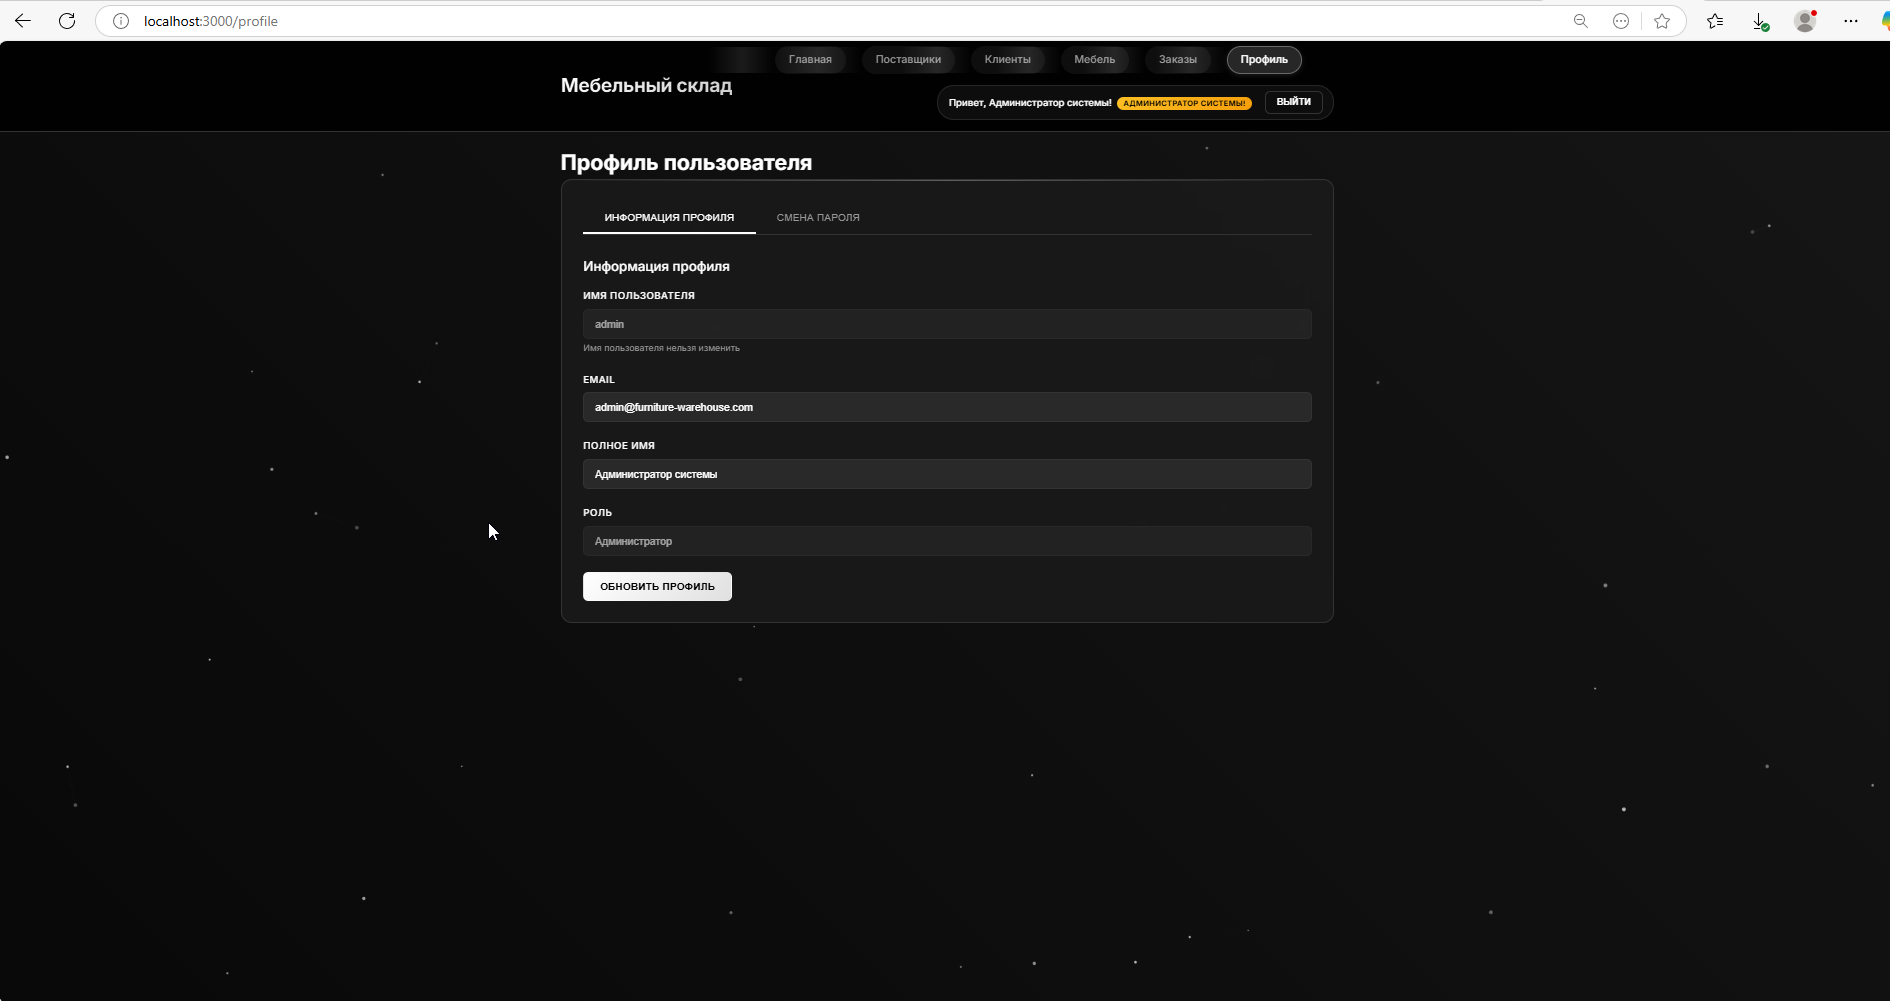 localhost:3000/profile
Главная Поставщики Клиенты Мебель Заказы Профиль
Мебельный склад
Привет, Администратор системы! АДМИНИСТРАТОР СИСТЕМЫ! ВЫЙТИ
Профиль пользователя
ИНФОРМАЦИЯ ПРОФИЛЯ СМЕНА ПАРОЛЯ
Информация профиля
ИМЯ ПОЛЬЗОВАТЕЛЯ
admin
Имя пользователя нельзя изменить
EMAIL
admin@furniture-warehouse.com
ПОЛНОЕ ИМЯ
Администратор системы
РОЛЬ
Администратор
ОБНОВИТЬ ПРОФИЛЬ